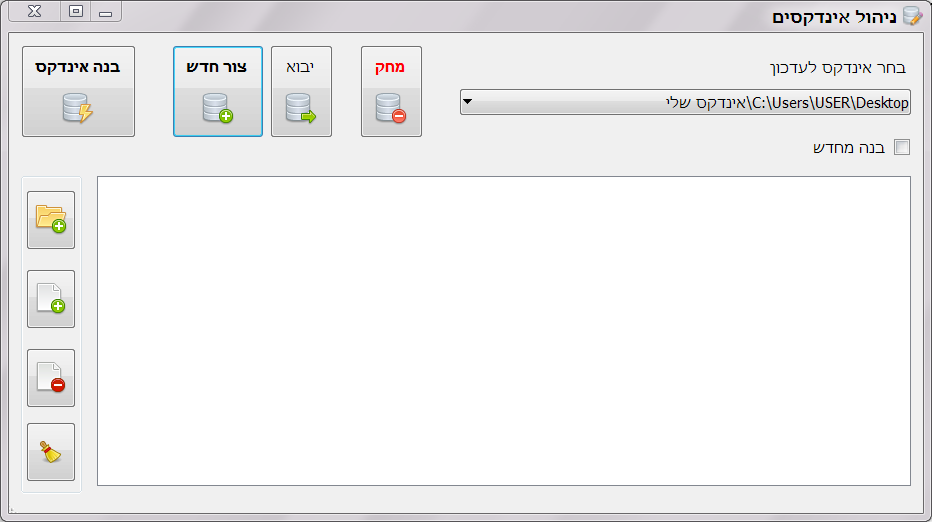 ניהול אינדקסים
בחר אינדקס לעדכון
C:\Users\USER\Desktop\אינדקס שלי
בנה מחדש
מחק
יבוא
צור חדש
בנה אינדקס